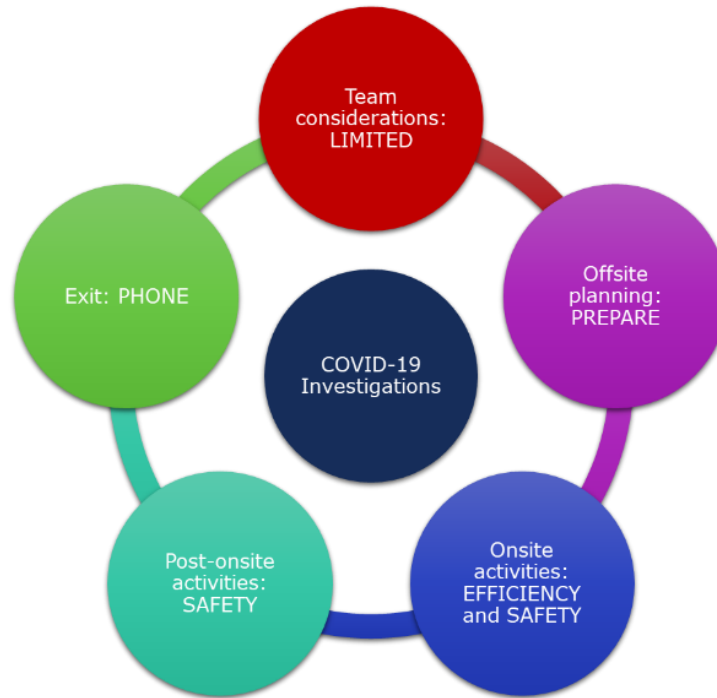 Team
considerations:
LIMITED
Offsite
planning:
PREPARE
Onsite
activities:
EFFICIENCY
and SAFETY
Post-onsite
activities:
SAFETY
Exit: PHONE
COVID-19
Investigations